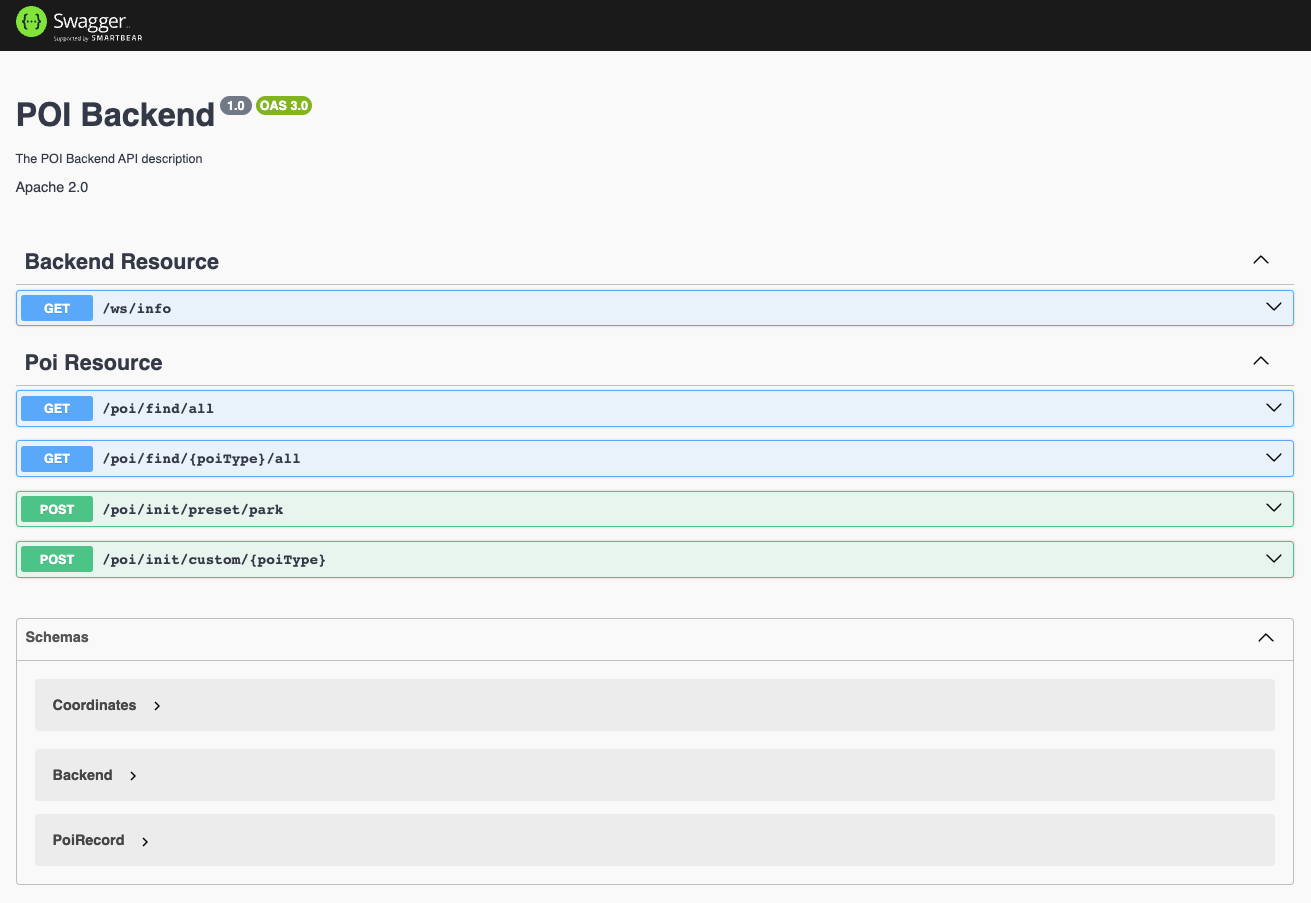 Swagger
Supported by SMARTBEAR
POI Backend 1.0 OAS 3.0
The POI Backend API description
Apache 2.0
Backend Resource
GET /ws/info
Poi Resource
GET /poi/find/all
GET /poi/find/{poiType}/all
POST /poi/init/preset/park
POST /poi/init/custom/{poiType}
Schemas
Coordinates
Backend
PoiRecord